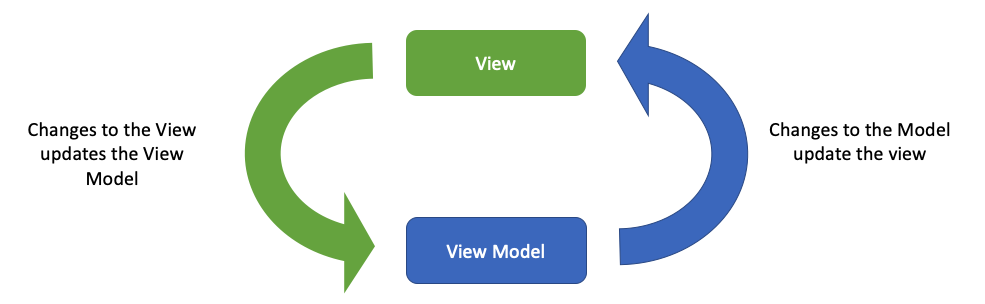 View
Changes to the View
updates the View
Model
Changes to the Model
update the view
View Model